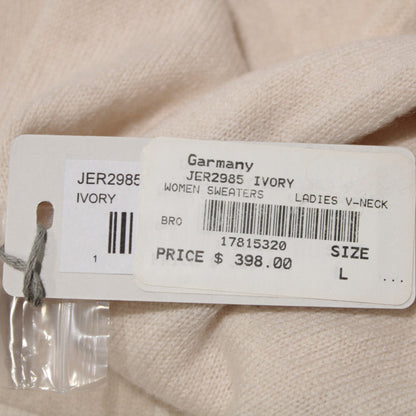 Garmany
JER2985 IVORY
WOMEN SWEATERS LADIES V-NECK
BRO
17815320
PRICE $ 398.00
SIZE
L ...
JER2985
IVORY
1